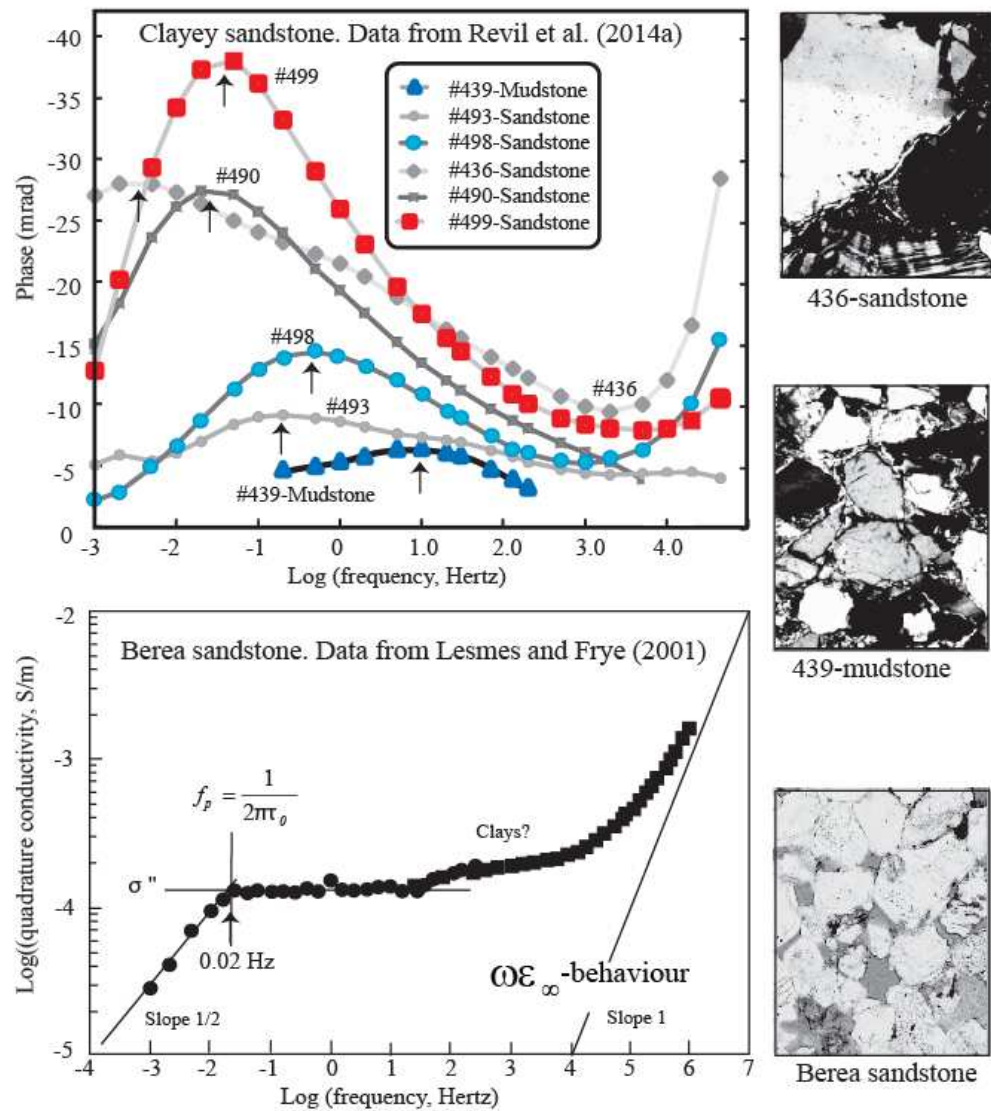 Clayey sandstone. Data from Revil et al. (2014a)
-40
-35
-30
-25
-20
-15
-10
-5
0
Phase (mrad)
#499
#490
#498
#493
#436
#439-Mudstone
#439-Mudstone
#493-Sandstone
#498-Sandstone
#436-Sandstone
#490-Sandstone
#499-Sandstone
-3 -2 -1 0 1.0 2.0 3.0 4.0
Log (frequency, Hertz)
436-sandstone
439-mudstone
Berea sandstone
Berea sandstone. Data from Lesmes and Frye (2001)
-2
-3
-4
-5
Log((quadrature conductivity, S/m)
f_p = 1 / 2πτ_0
σ "
0.02 Hz
Clays?
ωε∞-behaviour
Slope 1/2
Slope 1
-4 -3 -2 -1 0 1 2 3 4 5 6 7
Log (frequency, Hertz)